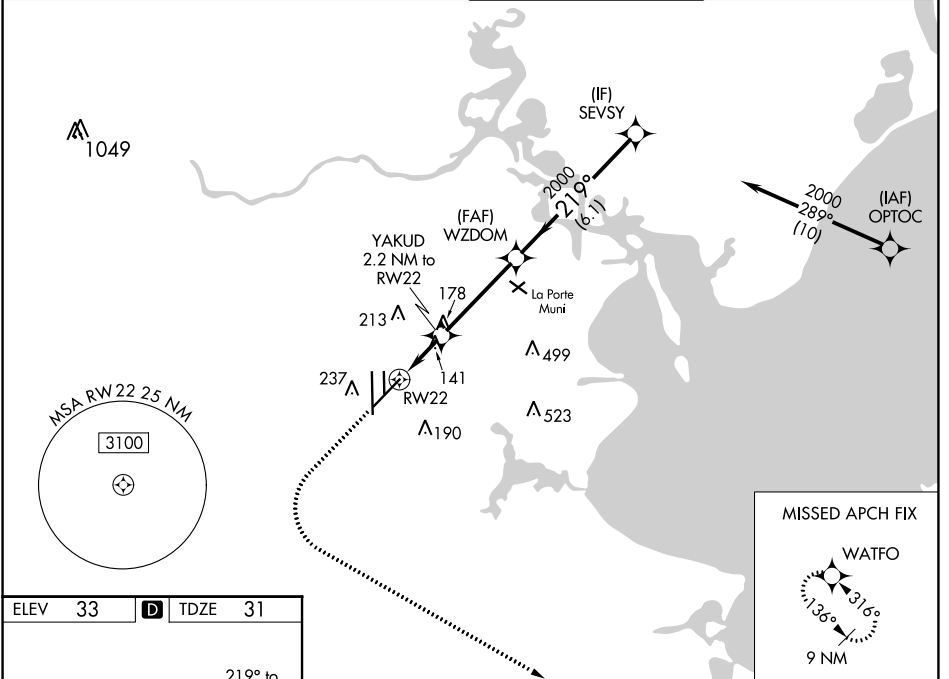 1049
(IF)
SEVSY
2000
219°
(6.1)
2000
289°
(10)
(IAF)
OPTOC
(FAF)
WZDOM
YAKUD
2.2 NM to
RW22
178
La Porte
Muni
213
499
237
141
RW22
523
190
MSA RW22 25 NM
3100
MISSED APCH FIX
WATFO
316°
136°
9 NM
ELEV 33 D TDZE 31
219° to